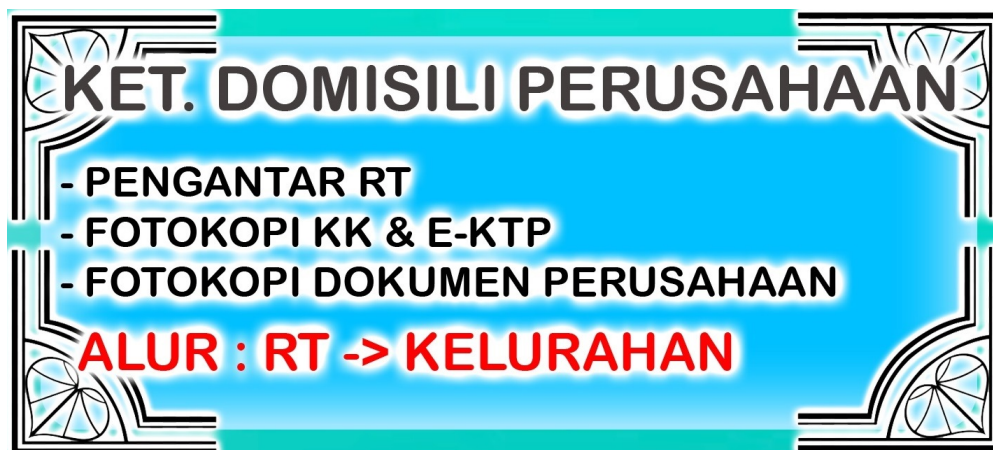 KET. DOMISILI PERUSAHAAN
- PENGANTAR RT
- FOTOKOPI KK & E-KTP
- FOTOKOPI DOKUMEN PERUSAHAAN
ALUR : RT -> KELURAHAN